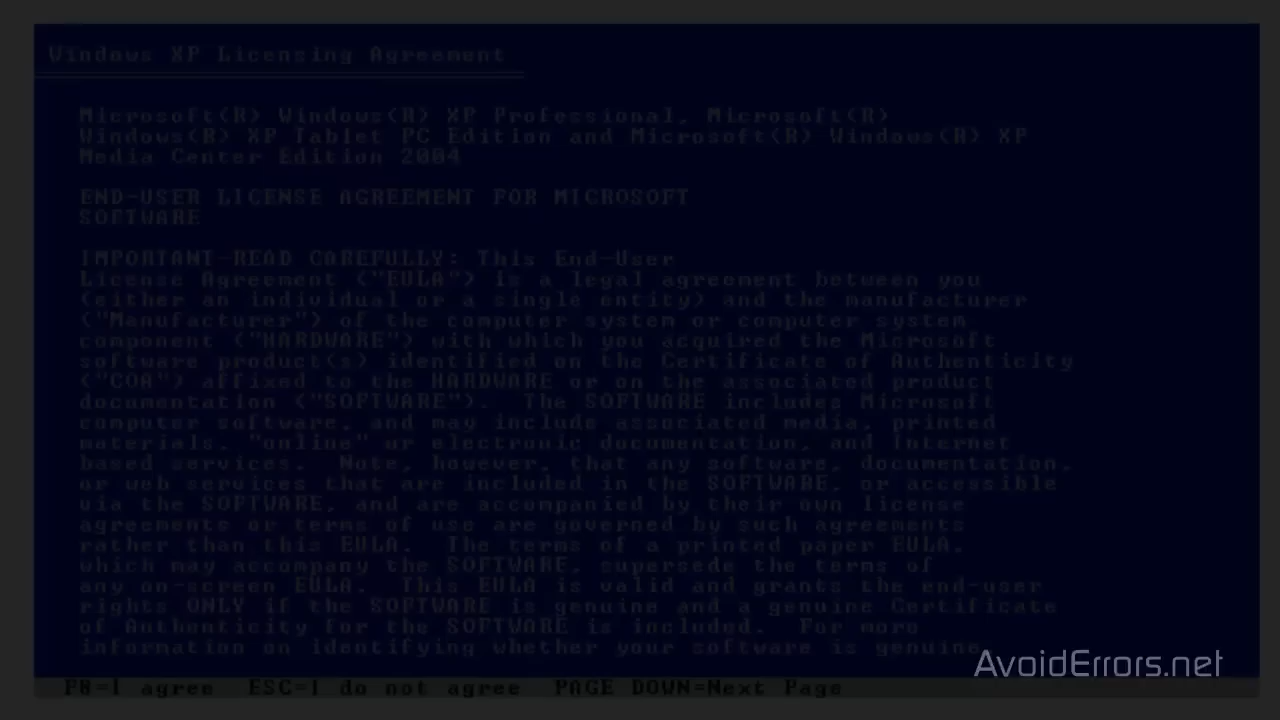 Windows XP Licensing Agreement
Microsoft(R) Windows(R) XP Professional, Microsoft(R)
Windows(R) XP Tablet PC Edition and Microsoft(R) Windows(R) XP
Media Center Edition 2004
END-USER LICENSE AGREEMENT FOR MICROSOFT
SOFTWARE
IMPORTANT-READ CAREFULLY: This End-User
License Agreement ("EULA") is a legal agreement between you
(either an individual or a single entity) and the manufacturer
("Manufacturer") of the computer system or computer system
component ("HARDWARE") with which you acquired the Microsoft
software product(s) identified on the Certificate of Authenticity
("COA") affixed to the HARDWARE or on the associated product
documentation ("SOFTWARE").  The SOFTWARE includes Microsoft
computer software, and may include associated media, printed
materials, "online" or electronic documentation, and Internet
based services.  Note, however, that any software, documentation,
or web services that are included in the SOFTWARE, or accessible
via the SOFTWARE, and are accompanied by their own license
agreements or terms of use are governed by such agreements
rather than this EULA.  The terms of a printed paper EULA,
which may accompany the SOFTWARE, supersede the terms of
any on-screen EULA.  This EULA is valid and grants the end-user
rights ONLY if the SOFTWARE is genuine and a genuine Certificate
of Authenticity for the SOFTWARE is included.  For more
information on identifying whether your software is genuine,
AvoidErrors.net
F8=I agree  ESC=I do not agree  PAGE DOWN=Next Page